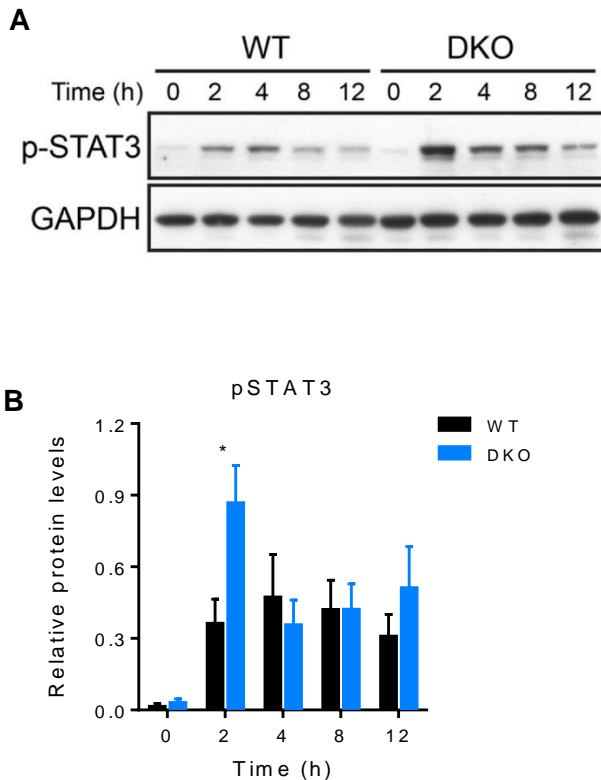 A
WT DKO
Time (h) 0 2 4 8 12 0 2 4 8 12
p-STAT3
GAPDH
B
pSTAT3
1.2
0.9
0.6
0.3
0.0
Relative protein levels
*
WT
DKO
0 2 4 8 12
Time (h)